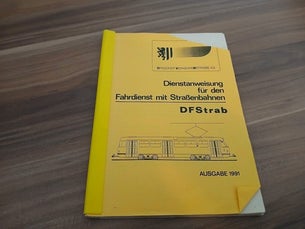 Dienstanweisung
für den
Fahrdienst mit Straßenbahnen
DFStrab
AUSGABE 1991